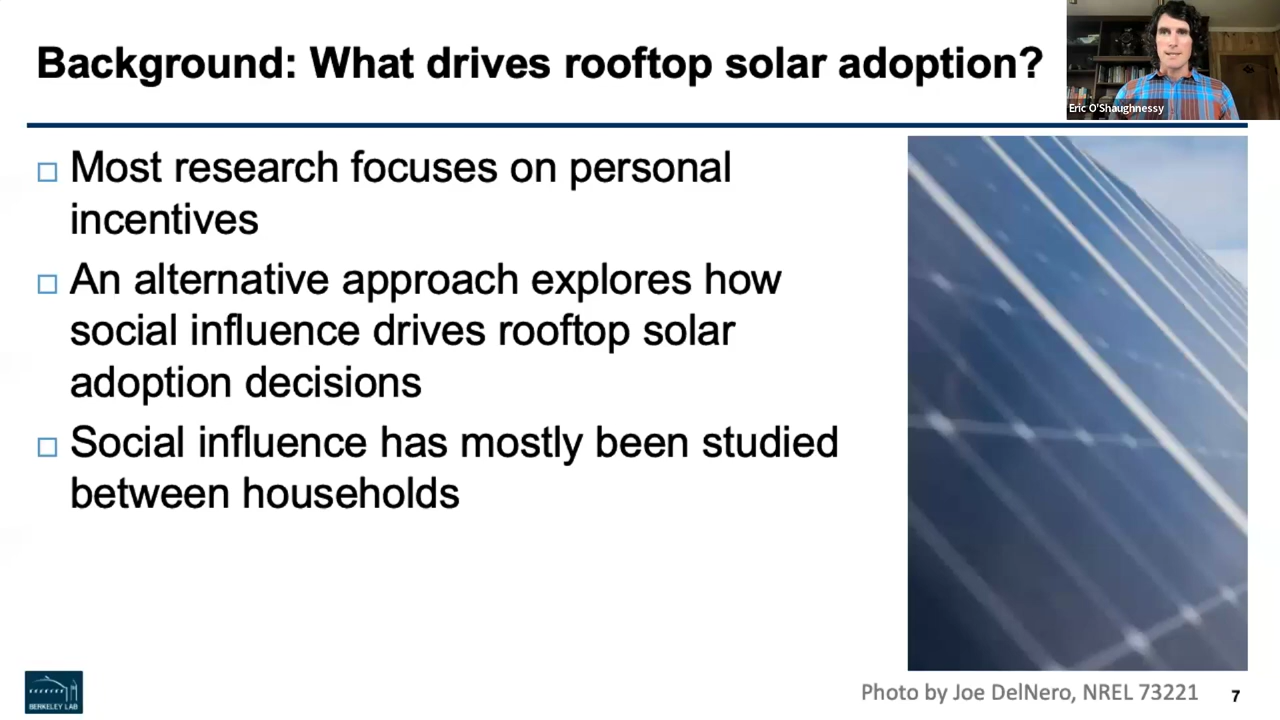 Background: What drives rooftop solar adoption?
Eric O'Shaughnessy
Most research focuses on personal
incentives
An alternative approach explores how
social influence drives rooftop solar
adoption decisions
Social influence has mostly been studied
between households
BERKELEY LAB
Photo by Joe DelNero, NREL 73221
7